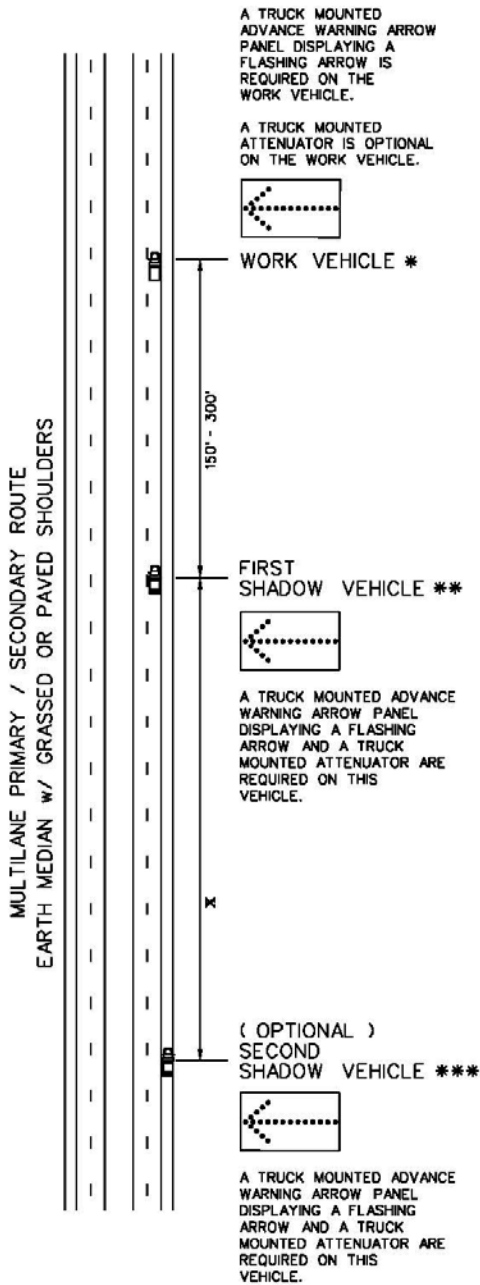 A TRUCK MOUNTED
ADVANCE WARNING ARROW
PANEL DISPLAYING A
FLASHING ARROW IS
REQUIRED ON THE
WORK VEHICLE.
A TRUCK MOUNTED
ATTENUATOR IS OPTIONAL
ON THE WORK VEHICLE.
WORK VEHICLE *
150' - 300'
MULTILANE PRIMARY / SECONDARY ROUTE
EARTH MEDIAN w/ GRASSED OR PAVED SHOULDERS
FIRST
SHADOW VEHICLE **
A TRUCK MOUNTED ADVANCE
WARNING ARROW PANEL
DISPLAYING A FLASHING
ARROW AND A TRUCK
MOUNTED ATTENUATOR ARE
REQUIRED ON THIS
VEHICLE.
X
( OPTIONAL )
SECOND
SHADOW VEHICLE ***
A TRUCK MOUNTED ADVANCE
WARNING ARROW PANEL
DISPLAYING A FLASHING
ARROW AND A TRUCK
MOUNTED ATTENUATOR ARE
REQUIRED ON THIS
VEHICLE.